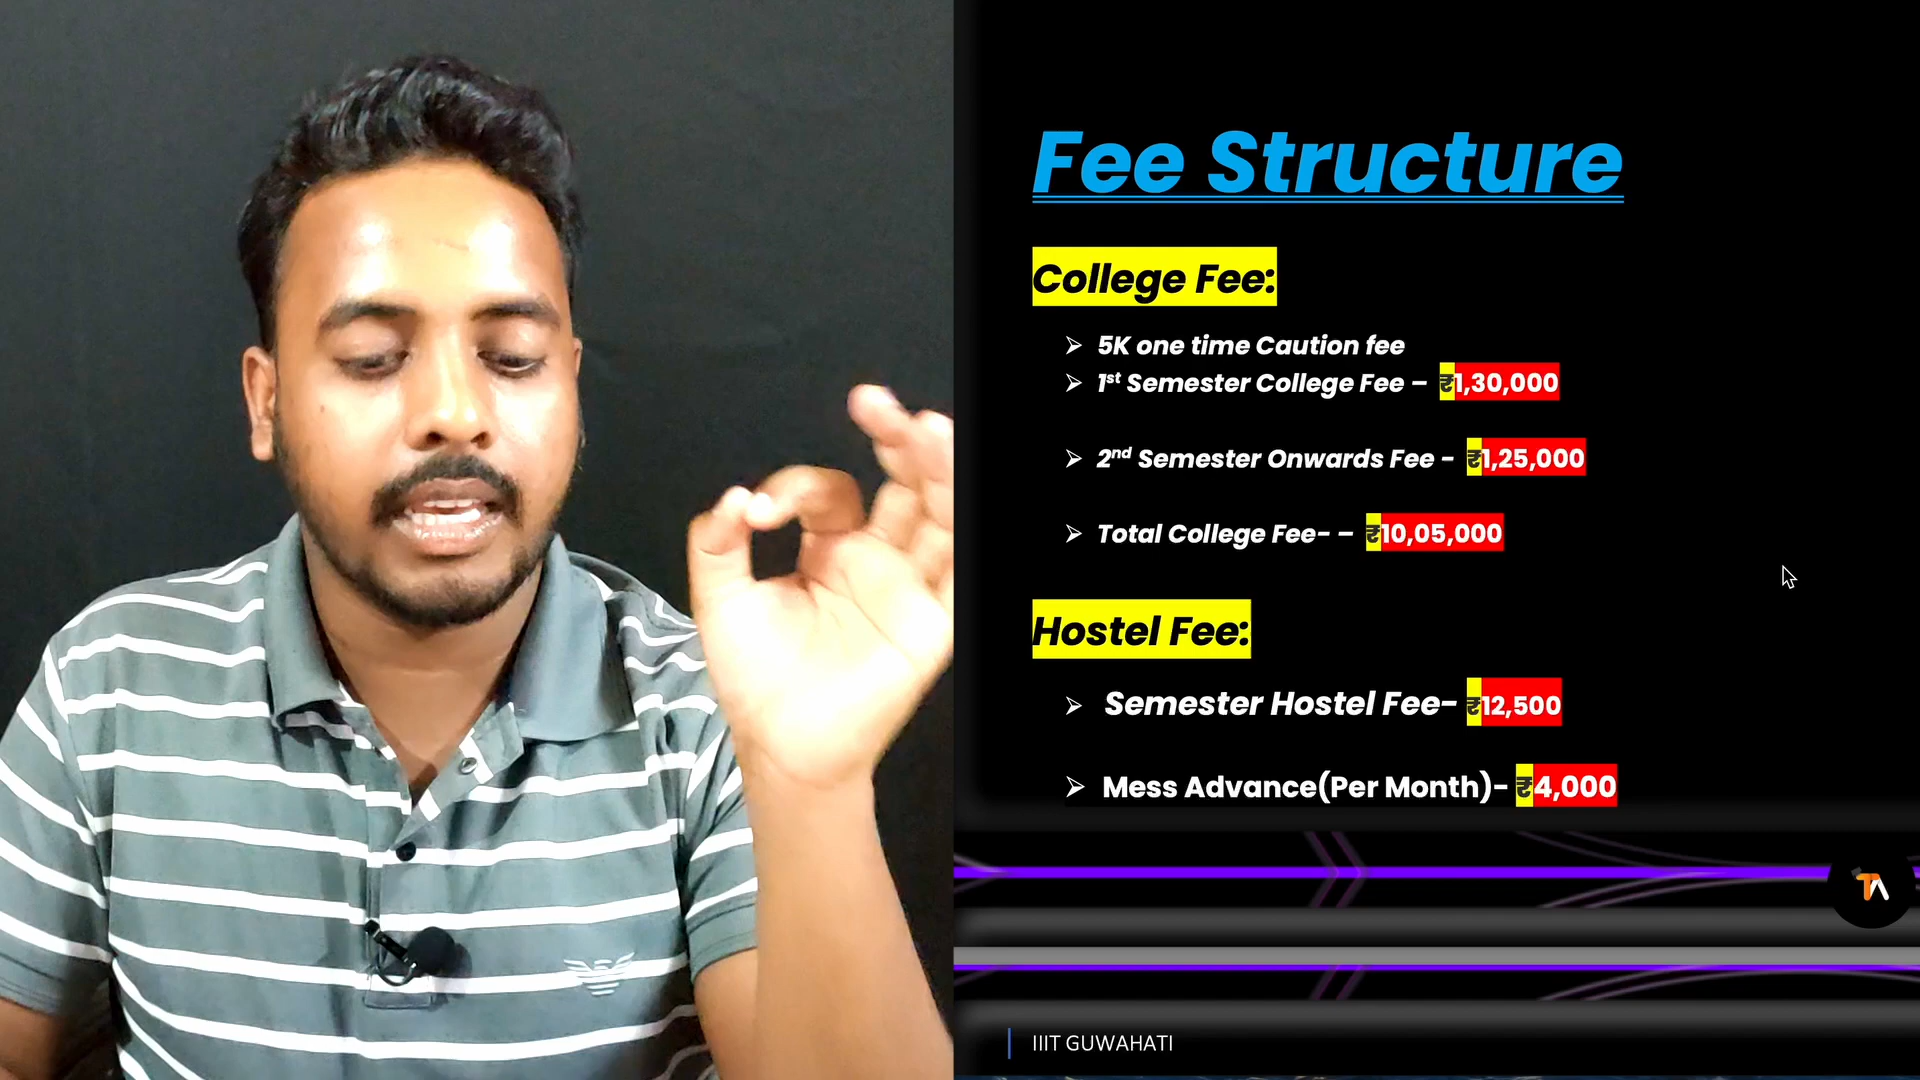 Fee Structure
College Fee:
➢ 5K one time Caution fee
➢ 1st Semester College Fee – ₹1,30,000
➢ 2nd Semester Onwards Fee - ₹1,25,000
➢ Total College Fee- – ₹10,05,000
Hostel Fee:
➢ Semester Hostel Fee- ₹12,500
➢ Mess Advance(Per Month)- ₹4,000
TA
IIIT GUWAHATI